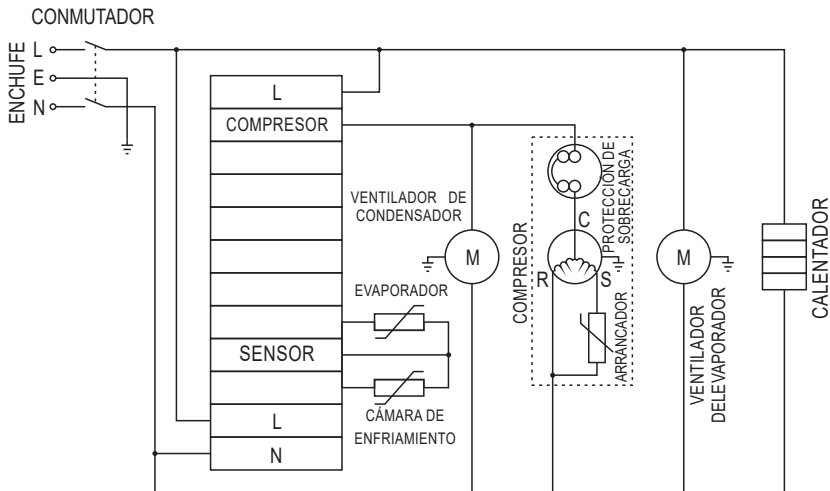 CONMUTADOR
ENCHUFE
L
E
N
L
COMPRESOR
SENSOR
L
N
VENTILADOR DE
CONDENSADOR
M
EVAPORADOR
CÁMARA DE
ENFRIAMIENTO
COMPRESOR
PROTECCIÓN DE
SOBRECARGA
C
R
S
ARRANCADOR
M
VENTILADOR
DELEVAPORADOR
CALENTADOR